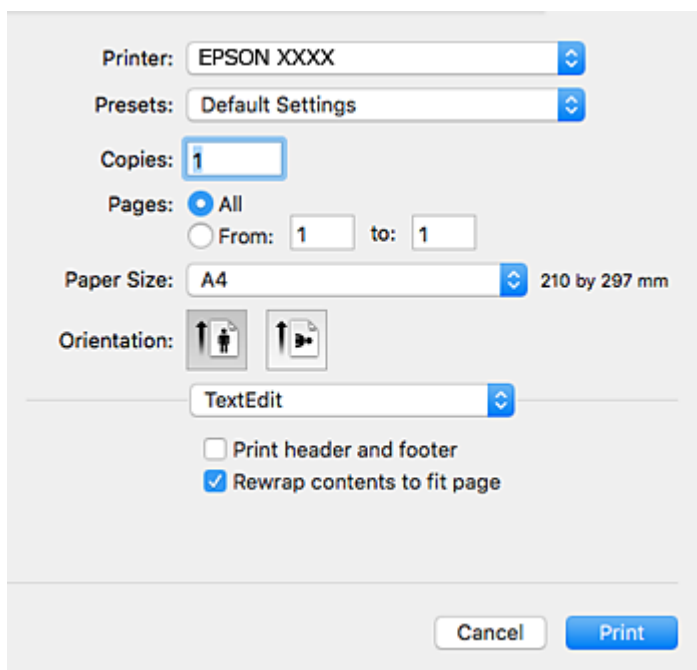 Printer: EPSON XXXX
Presets: Default Settings
Copies: 1
Pages: All
From: 1 to: 1
Paper Size: A4 210 by 297 mm
Orientation:
TextEdit
Print header and footer
Rewrap contents to fit page
Cancel Print